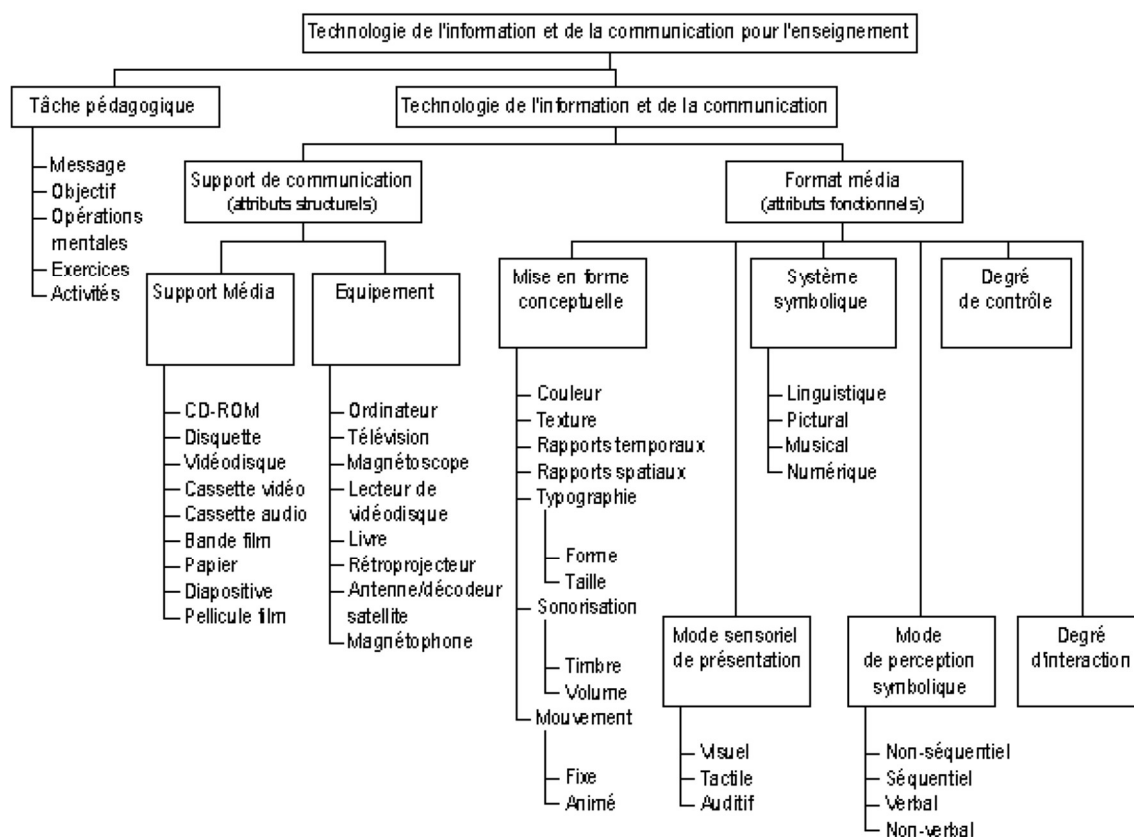 Technologie de l'information et de la communication pour l'enseignement
Tâche pédagogique
Message
Objectif
Opérations
mentales
Exercices
Activités
Technologie de l'information et de la communication
Support de communication
(attributs structurels)
Support Média
CD-ROM
Disquette
Vidéodisque
Cassette vidéo
Cassette audio
Bande film
Papier
Diapositive
Pellicule film
Equipement
Ordinateur
Télévision
Magnétoscope
Lecteur de
vidéodisque
Livre
Rétroprojecteur
Antenne/décodeur
satellite
Magnétophone
Format média
(attributs fonctionnels)
Mise en forme
conceptuelle
Couleur
Texture
Rapports temporaux
Rapports spatiaux
Typographie
Forme
Taille
Sonorisation
Timbre
Volume
Mouvement
Fixe
Animé
Mode sensoriel
de présentation
Visuel
Tactile
Auditif
Système
symbolique
Linguistique
Pictural
Musical
Numérique
Mode
de perception
symbolique
Non-séquentiel
Séquentiel
Verbal
Non-verbal
Degré
de contrôle
Degré
d'interaction